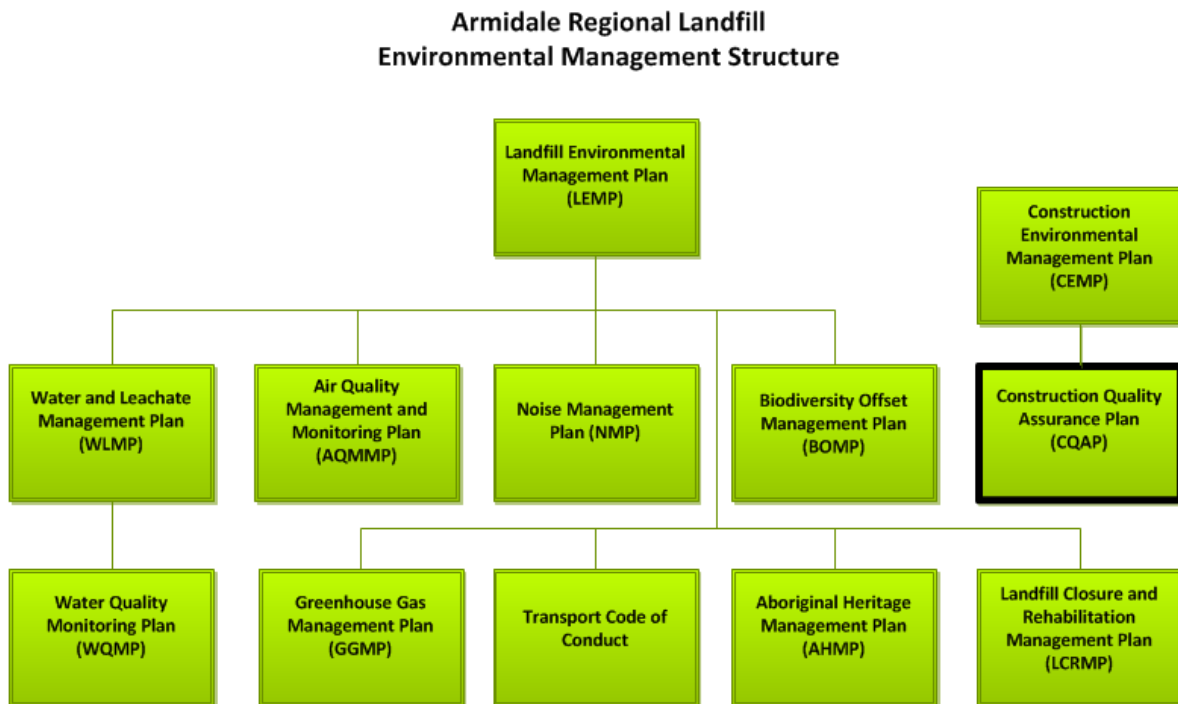 Armidale Regional Landfill
Environmental Management Structure
Landfill Environmental
Management Plan
(LEMP)
Construction
Environmental
Management Plan
(CEMP)
Water and Leachate
Management Plan
(WLMP)
Air Quality
Management and
Monitoring Plan
(AQMMP)
Noise Management
Plan (NMP)
Biodiversity Offset
Management Plan
(BOMP)
Construction Quality
Assurance Plan
(CQAP)
Water Quality
Monitoring Plan
(WQMP)
Greenhouse Gas
Management Plan
(GGMP)
Transport Code of
Conduct
Aboriginal Heritage
Management Plan
(AHMP)
Landfill Closure and
Rehabilitation
Management Plan
(LCRMP)